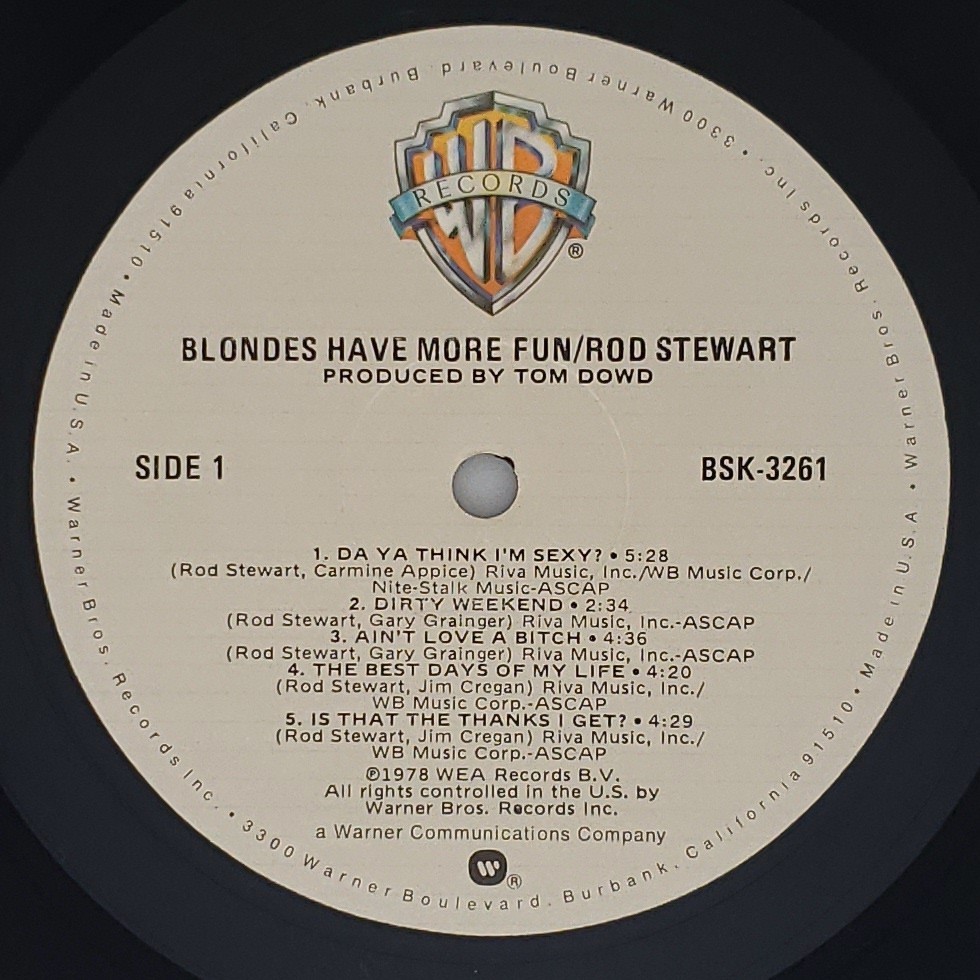 WB
RECORDS
®
BLONDES HAVE MORE FUN/ROD STEWART
PRODUCED BY TOM DOWD
SIDE 1
BSK-3261
1. DA YA THINK I'M SEXY? • 5:28
(Rod Stewart, Carmine Appice) Riva Music, Inc./WB Music Corp./
Nite-Stalk Music-ASCAP
2. DIRTY WEEKEND • 2:34
(Rod Stewart, Gary Grainger) Riva Music, Inc.-ASCAP
3. AIN'T LOVE A BITCH • 4:36
(Rod Stewart, Gary Grainger) Riva Music, Inc.-ASCAP
4. THE BEST DAYS OF MY LIFE • 4:20
(Rod Stewart, Jim Cregan) Riva Music, Inc./
WB Music Corp.-ASCAP
5. IS THAT THE THANKS I GET? • 4:29
(Rod Stewart, Jim Cregan) Riva Music, Inc./
WB Music Corp.-ASCAP
℗1978 WEA Records B.V.
All rights controlled in the U.S. by
Warner Bros. Records Inc.
a Warner Communications Company
W ®
Warner Bros. Records Inc. • 3300 Warner Boulevard. Burbank, California 91510 • Made in U.S.A. • Warner Bros. Records Inc. • 3300 Warner Boulevard. Burbank, California 91510 • Made in U.S.A •